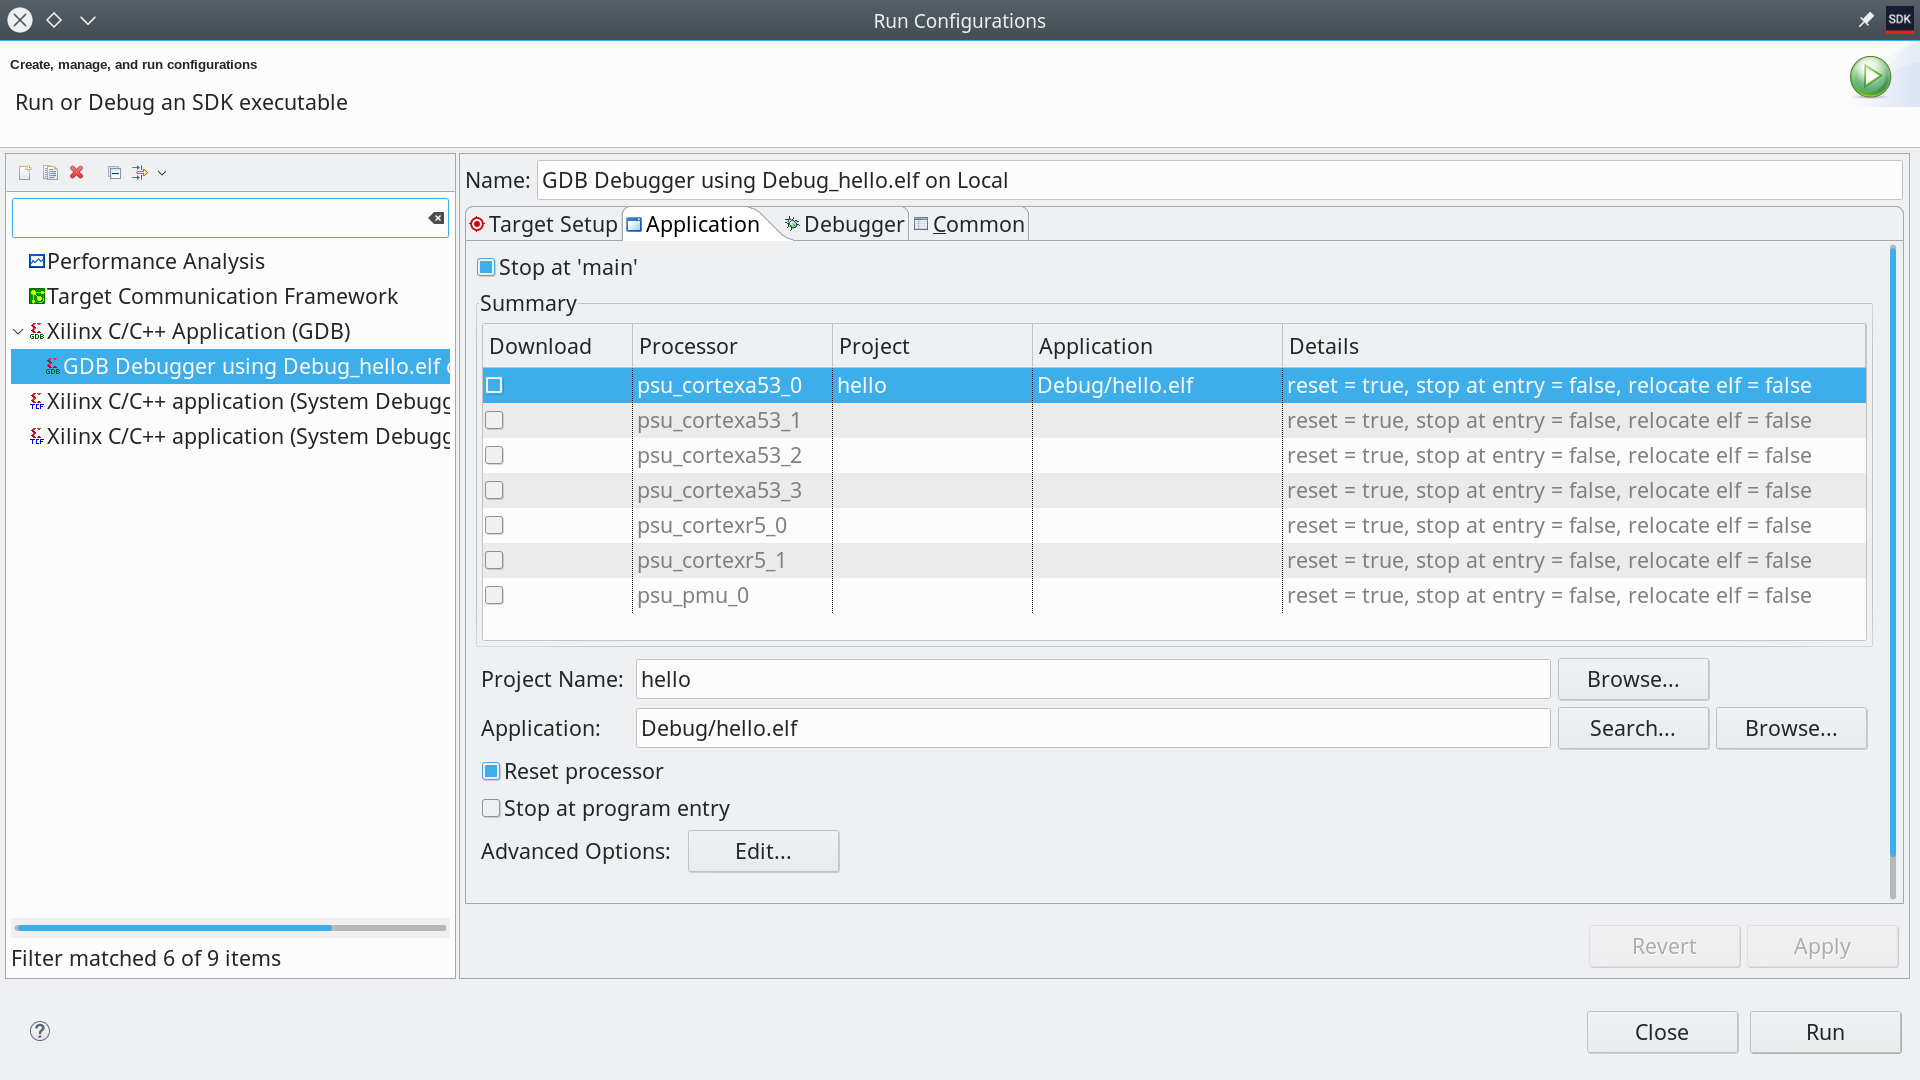 Run Configurations
SDK
Create, manage, and run configurations
Run or Debug an SDK executable
Performance Analysis
Target Communication Framework
Xilinx C/C++ Application (GDB)
GDB Debugger using Debug_hello.elf
Xilinx C/C++ application (System Debugg
Xilinx C/C++ application (System Debugg
Filter matched 6 of 9 items
Name: GDB Debugger using Debug_hello.elf on Local
Target Setup Application Debugger Common
Stop at 'main'
Summary
Download Processor Project Application Details
psu_cortexa53_0 hello Debug/hello.elf reset = true, stop at entry = false, relocate elf = false
psu_cortexa53_1 reset = true, stop at entry = false, relocate elf = false
psu_cortexa53_2 reset = true, stop at entry = false, relocate elf = false
psu_cortexa53_3 reset = true, stop at entry = false, relocate elf = false
psu_cortexr5_0 reset = true, stop at entry = false, relocate elf = false
psu_cortexr5_1 reset = true, stop at entry = false, relocate elf = false
psu_pmu_0 reset = true, stop at entry = false, relocate elf = false
Project Name: hello Browse...
Application: Debug/hello.elf Search... Browse...
Reset processor
Stop at program entry
Advanced Options: Edit...
Revert Apply
? Close Run